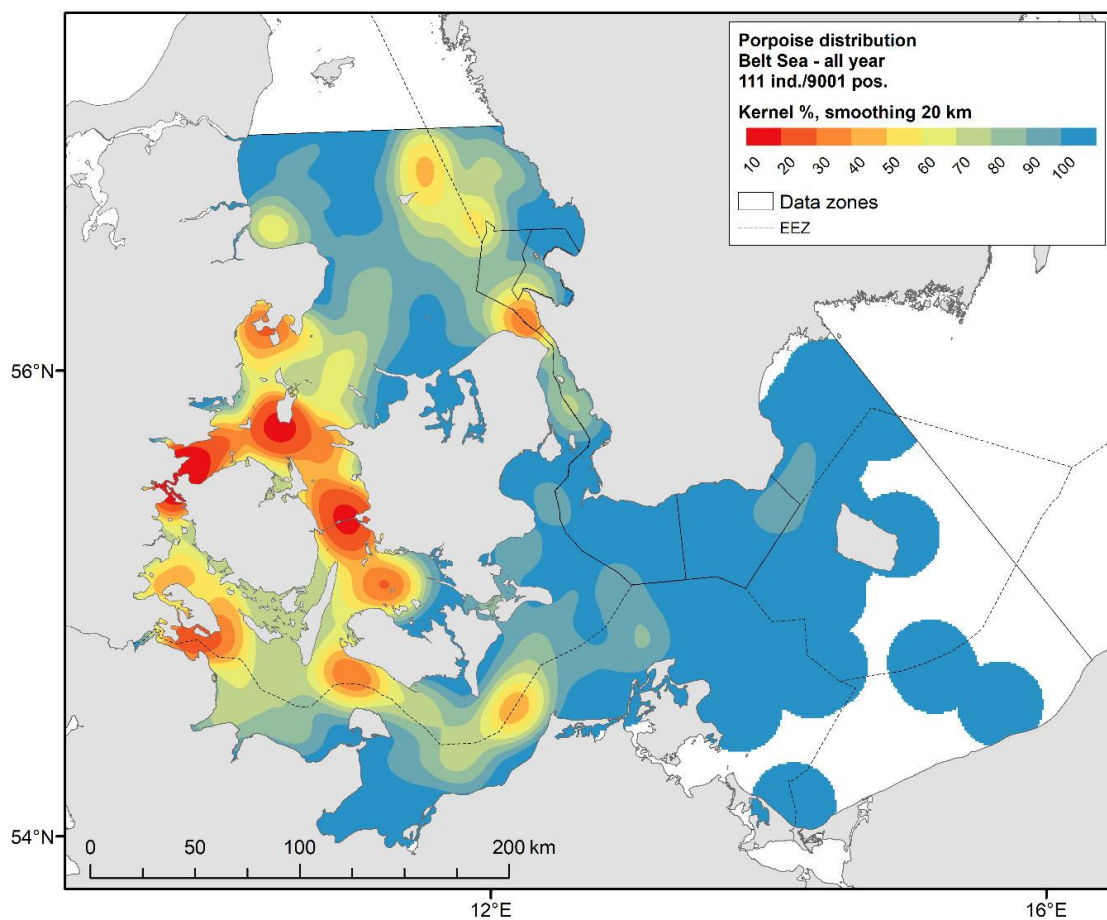 Porpoise distribution
Belt Sea - all year
111 ind./9001 pos.
Kernel %, smoothing 20 km
10 20 30 40 50 60 70 80 90 100
Data zones
EEZ
56°N
54°N
0 50 100 200 km
12°E 16°E